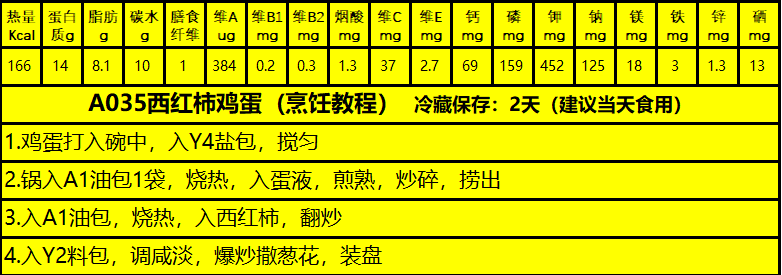 热量 蛋白 脂肪 碳水 膳食 维A 维B1 维B2 烟酸 维C 维E 钙 磷 钾 钠 镁 铁 锌 硒
Kcal 质g g g 纤维 ug mg mg mg mg mg mg mg mg mg mg mg mg mg
166 14 8.1 10 1 384 0.2 0.3 1.3 37 2.7 69 159 452 125 18 3 1.3 13
A035西红柿鸡蛋（烹饪教程） 冷藏保存：2天（建议当天食用）
1.鸡蛋打入碗中，入Y4盐包，搅匀
2.锅入A1油包1袋，烧热，入蛋液，煎熟，炒碎，捞出
3.入A1油包，烧热，入西红柿，翻炒
4.入Y2料包，调咸淡，爆炒撒葱花，装盘